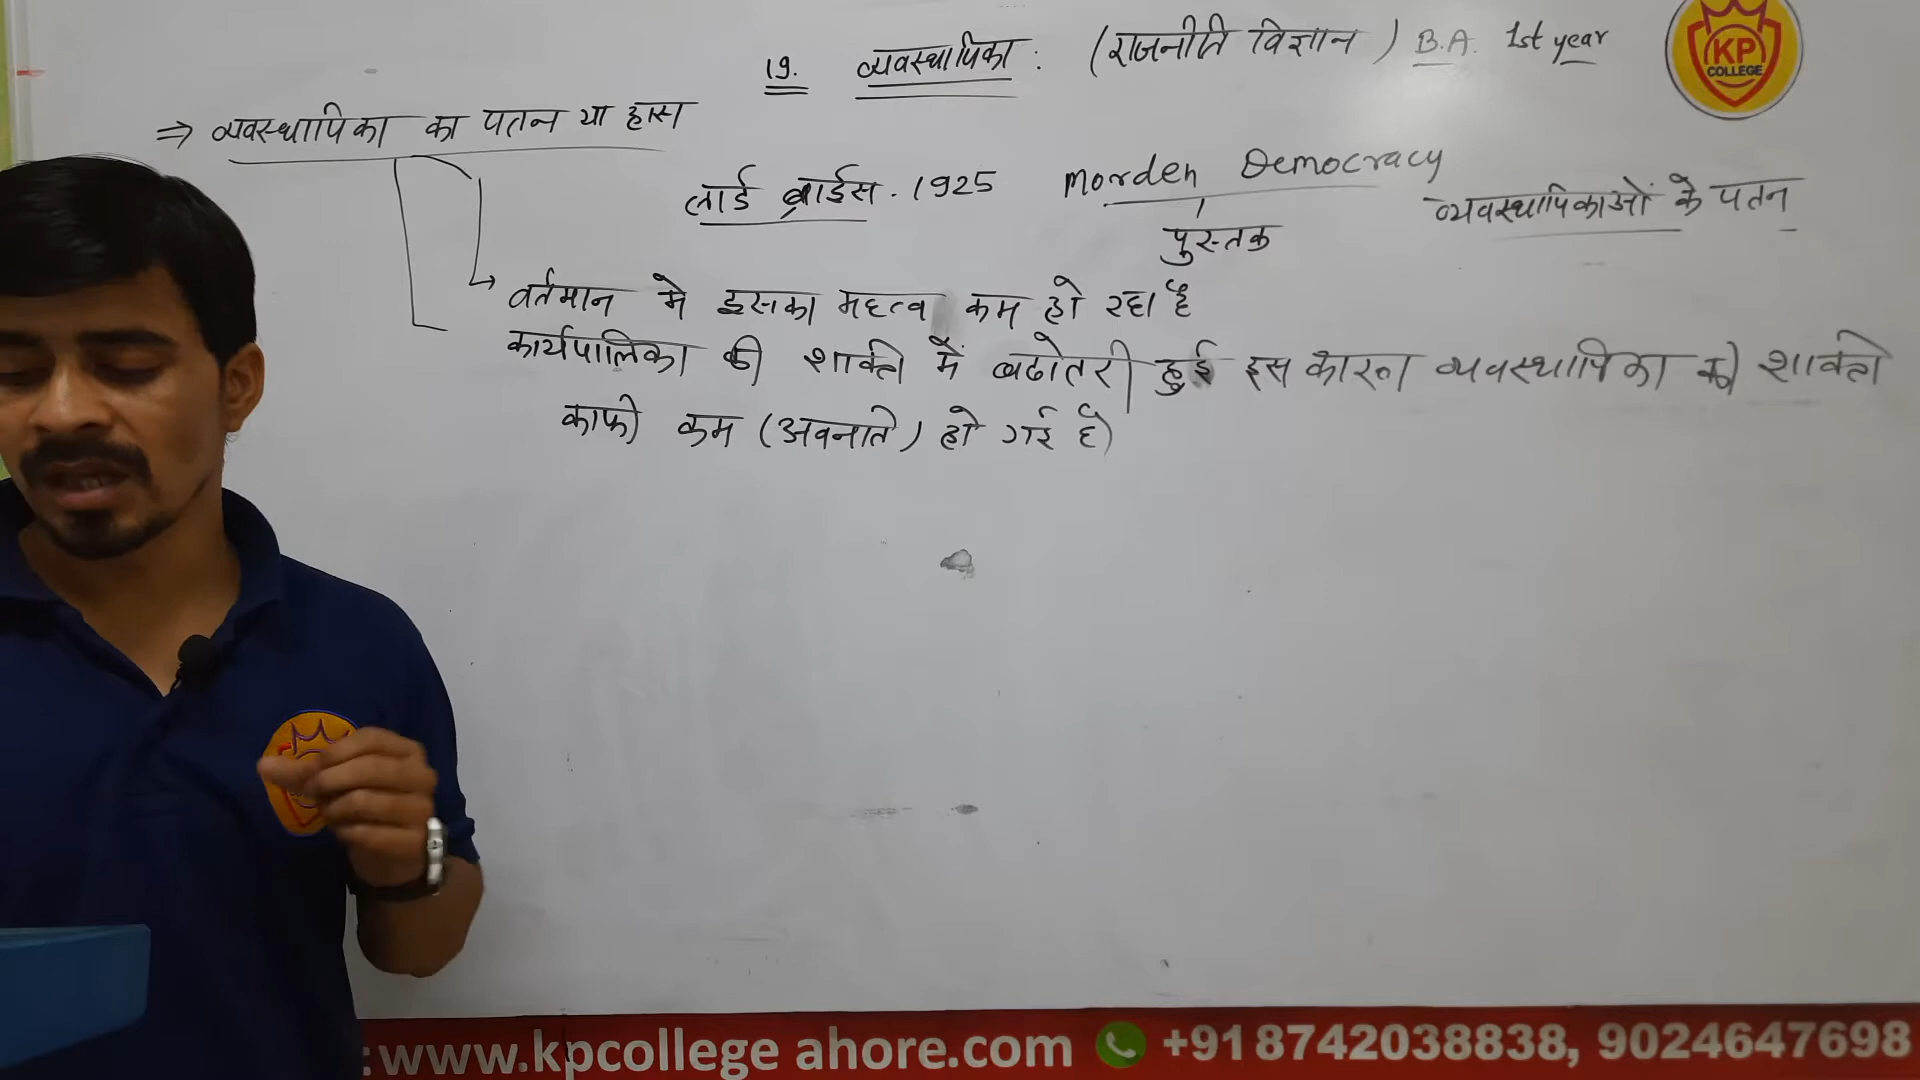 19. व्यवस्थापिका : (राजनीति विज्ञान) B.A. 1st year
KP
COLLEGE
⇒ व्यवस्थापिका का पतन या ह्रास
लार्ड ब्राईस. 1925 Morden Democracy व्यवस्थापिकाओं के पतन
पुस्तक
वर्तमान मे इसका महत्व कम हो रहा है
कार्यपालिका की शाक्ति में बढोतरी हुई इस कारण व्यवस्थापिका की शाक्ति
काफी कम (अवनति) हो गई है
:www.kpcollege ahore.com +91 8742038838, 9024647698